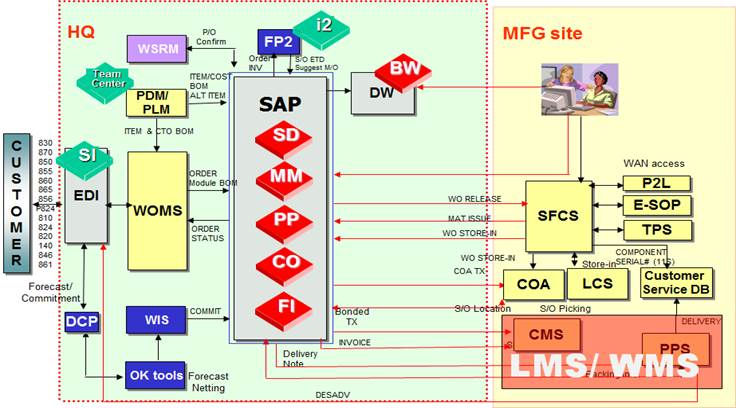 HQ
MFG site
i2
P/O
Confirm
WSRM
FP2
Order
INV
S/O ETD
Suggest M/O
Team
Center
PDM/
PLM
ITEM/COST
BOM
ALT ITEM
SAP
DW
BW
ITEM & CTO BOM
CUSTOMER
830
870
850
855
860
865
856
810
824
820
140
846
861
SI
EDI
WOMS
ORDER
Module BOM
ORDER
STATUS
SD
MM
PP
CO
FI
WAN access
P2L
E-SOP
TPS
SFCS
WO RELEASE
MAT ISSUE
WO STORE-IN
WO STORE-IN
COA TX
COMPONENT
SERIAL# (11S)
Store-in
COA
LCS
Customer
Service DB
S/O Location
S/O Picking
Forecast/
Commitment
DCP
WIS
COMMIT
Bonded
TX
INVOICE
Delivery
Note
OK tools
Forecast
Netting
DESADV
CMS
DELIVERY
PPS
LMS/ WMS